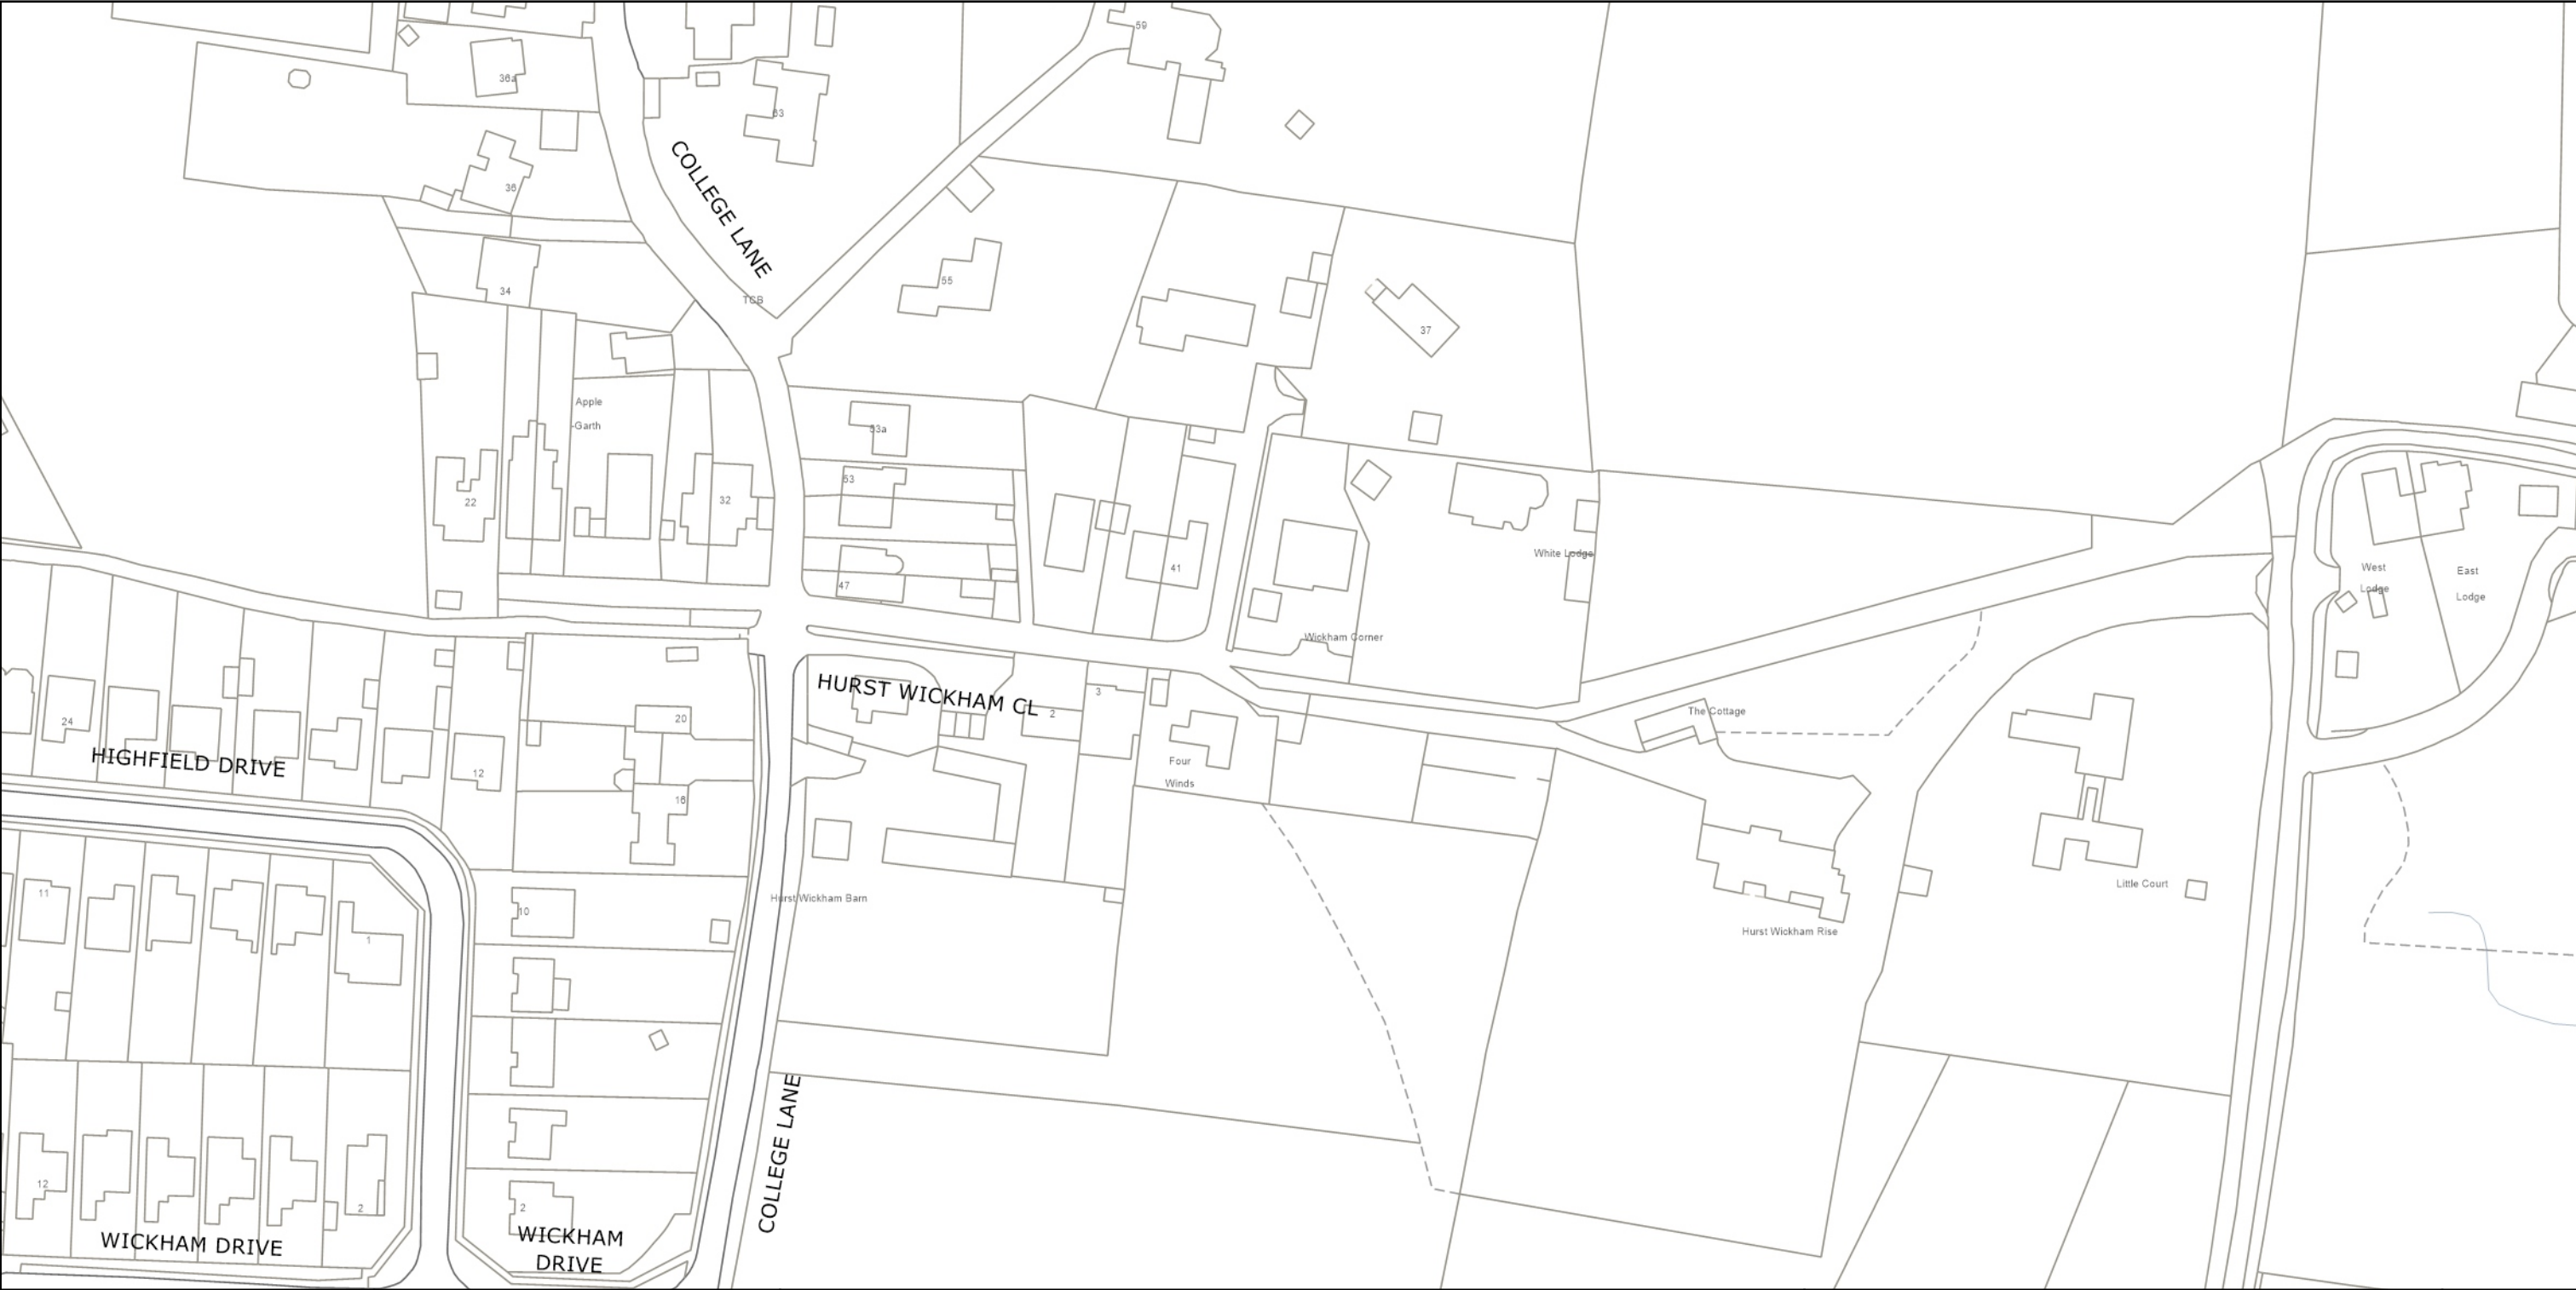 59
36a
63
36
COLLEGE LANE
55
34
TCB
37
Apple
Garth
53a
53
22
32
White Lodge
41
West
Lodge
East
Lodge
47
Wickham Corner
HURST WICKHAM CL
3
2
24
20
The Cottage
HIGHFIELD DRIVE
12
Four
Winds
16
11
Hurst Wickham Barn
Little Court
10
1
Hurst Wickham Rise
COLLEGE LANE
12
2
2
WICKHAM DRIVE
WICKHAM
DRIVE